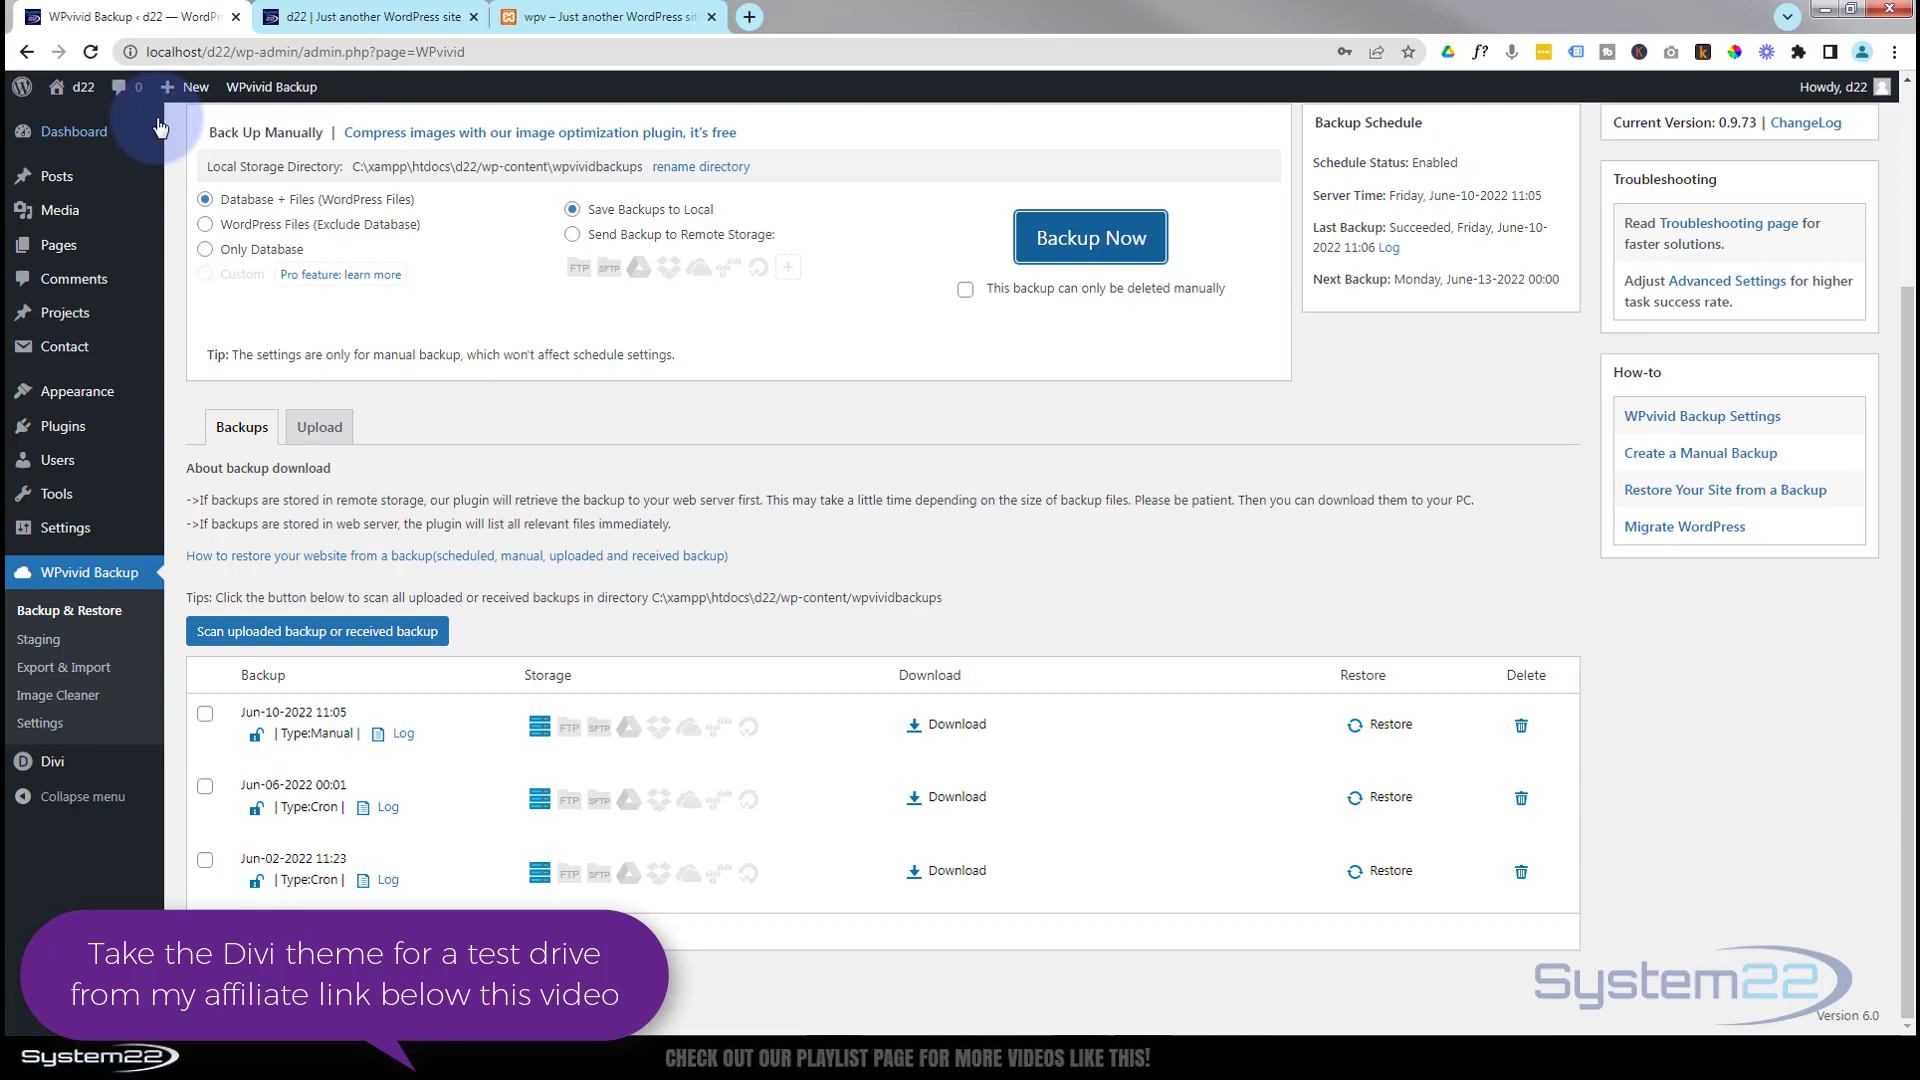 WPvivid Backup ‹ d22 — WordPr
d22 | Just another WordPress site
wpv – Just another WordPress sit
localhost/d22/wp-admin/admin.php?page=WPvivid
d22
0
New
WPvivid Backup
Howdy, d22
Dashboard
Posts
Media
Pages
Comments
Projects
Contact
Appearance
Plugins
Users
Tools
Settings
WPvivid Backup
Backup & Restore
Staging
Export & Import
Image Cleaner
Settings
Divi
Collapse menu
Back Up Manually | Compress images with our image optimization plugin, it's free
Local Storage Directory: C:\xampp\htdocs\d22/wp-content\wpvividbackups rename directory
Database + Files (WordPress Files)
WordPress Files (Exclude Database)
Only Database
Custom Pro feature: learn more
Save Backups to Local
Send Backup to Remote Storage:
FTP SFTP
Backup Now
This backup can only be deleted manually
Tip: The settings are only for manual backup, which won't affect schedule settings.
Backup Schedule
Schedule Status: Enabled
Server Time: Friday, June-10-2022 11:05
Last Backup: Succeeded, Friday, June-10-
2022 11:06 Log
Next Backup: Monday, June-13-2022 00:00
Current Version: 0.9.73 | ChangeLog
Troubleshooting
Read Troubleshooting page for
faster solutions.
Adjust Advanced Settings for higher
task success rate.
How-to
WPvivid Backup Settings
Create a Manual Backup
Restore Your Site from a Backup
Migrate WordPress
Backups
Upload
About backup download
->If backups are stored in remote storage, our plugin will retrieve the backup to your web server first. This may take a little time depending on the size of backup files. Please be patient. Then you can download them to your PC.
->If backups are stored in web server, the plugin will list all relevant files immediately.
How to restore your website from a backup(scheduled, manual, uploaded and received backup)
Tips: Click the button below to scan all uploaded or received backups in directory C:\xampp\htdocs\d22/wp-content/wpvividbackups
Scan uploaded backup or received backup
Backup Storage Download Restore Delete
Jun-10-2022 11:05
| Type:Manual | Log
FTP SFTP
Download
Restore
Jun-06-2022 00:01
| Type:Cron | Log
FTP SFTP
Download
Restore
Jun-02-2022 11:23
| Type:Cron | Log
FTP SFTP
Download
Restore
Take the Divi theme for a test drive
from my affiliate link below this video
System22
Version 6.0
System22
CHECK OUT OUR PLAYLIST PAGE FOR MORE VIDEOS LIKE THIS!